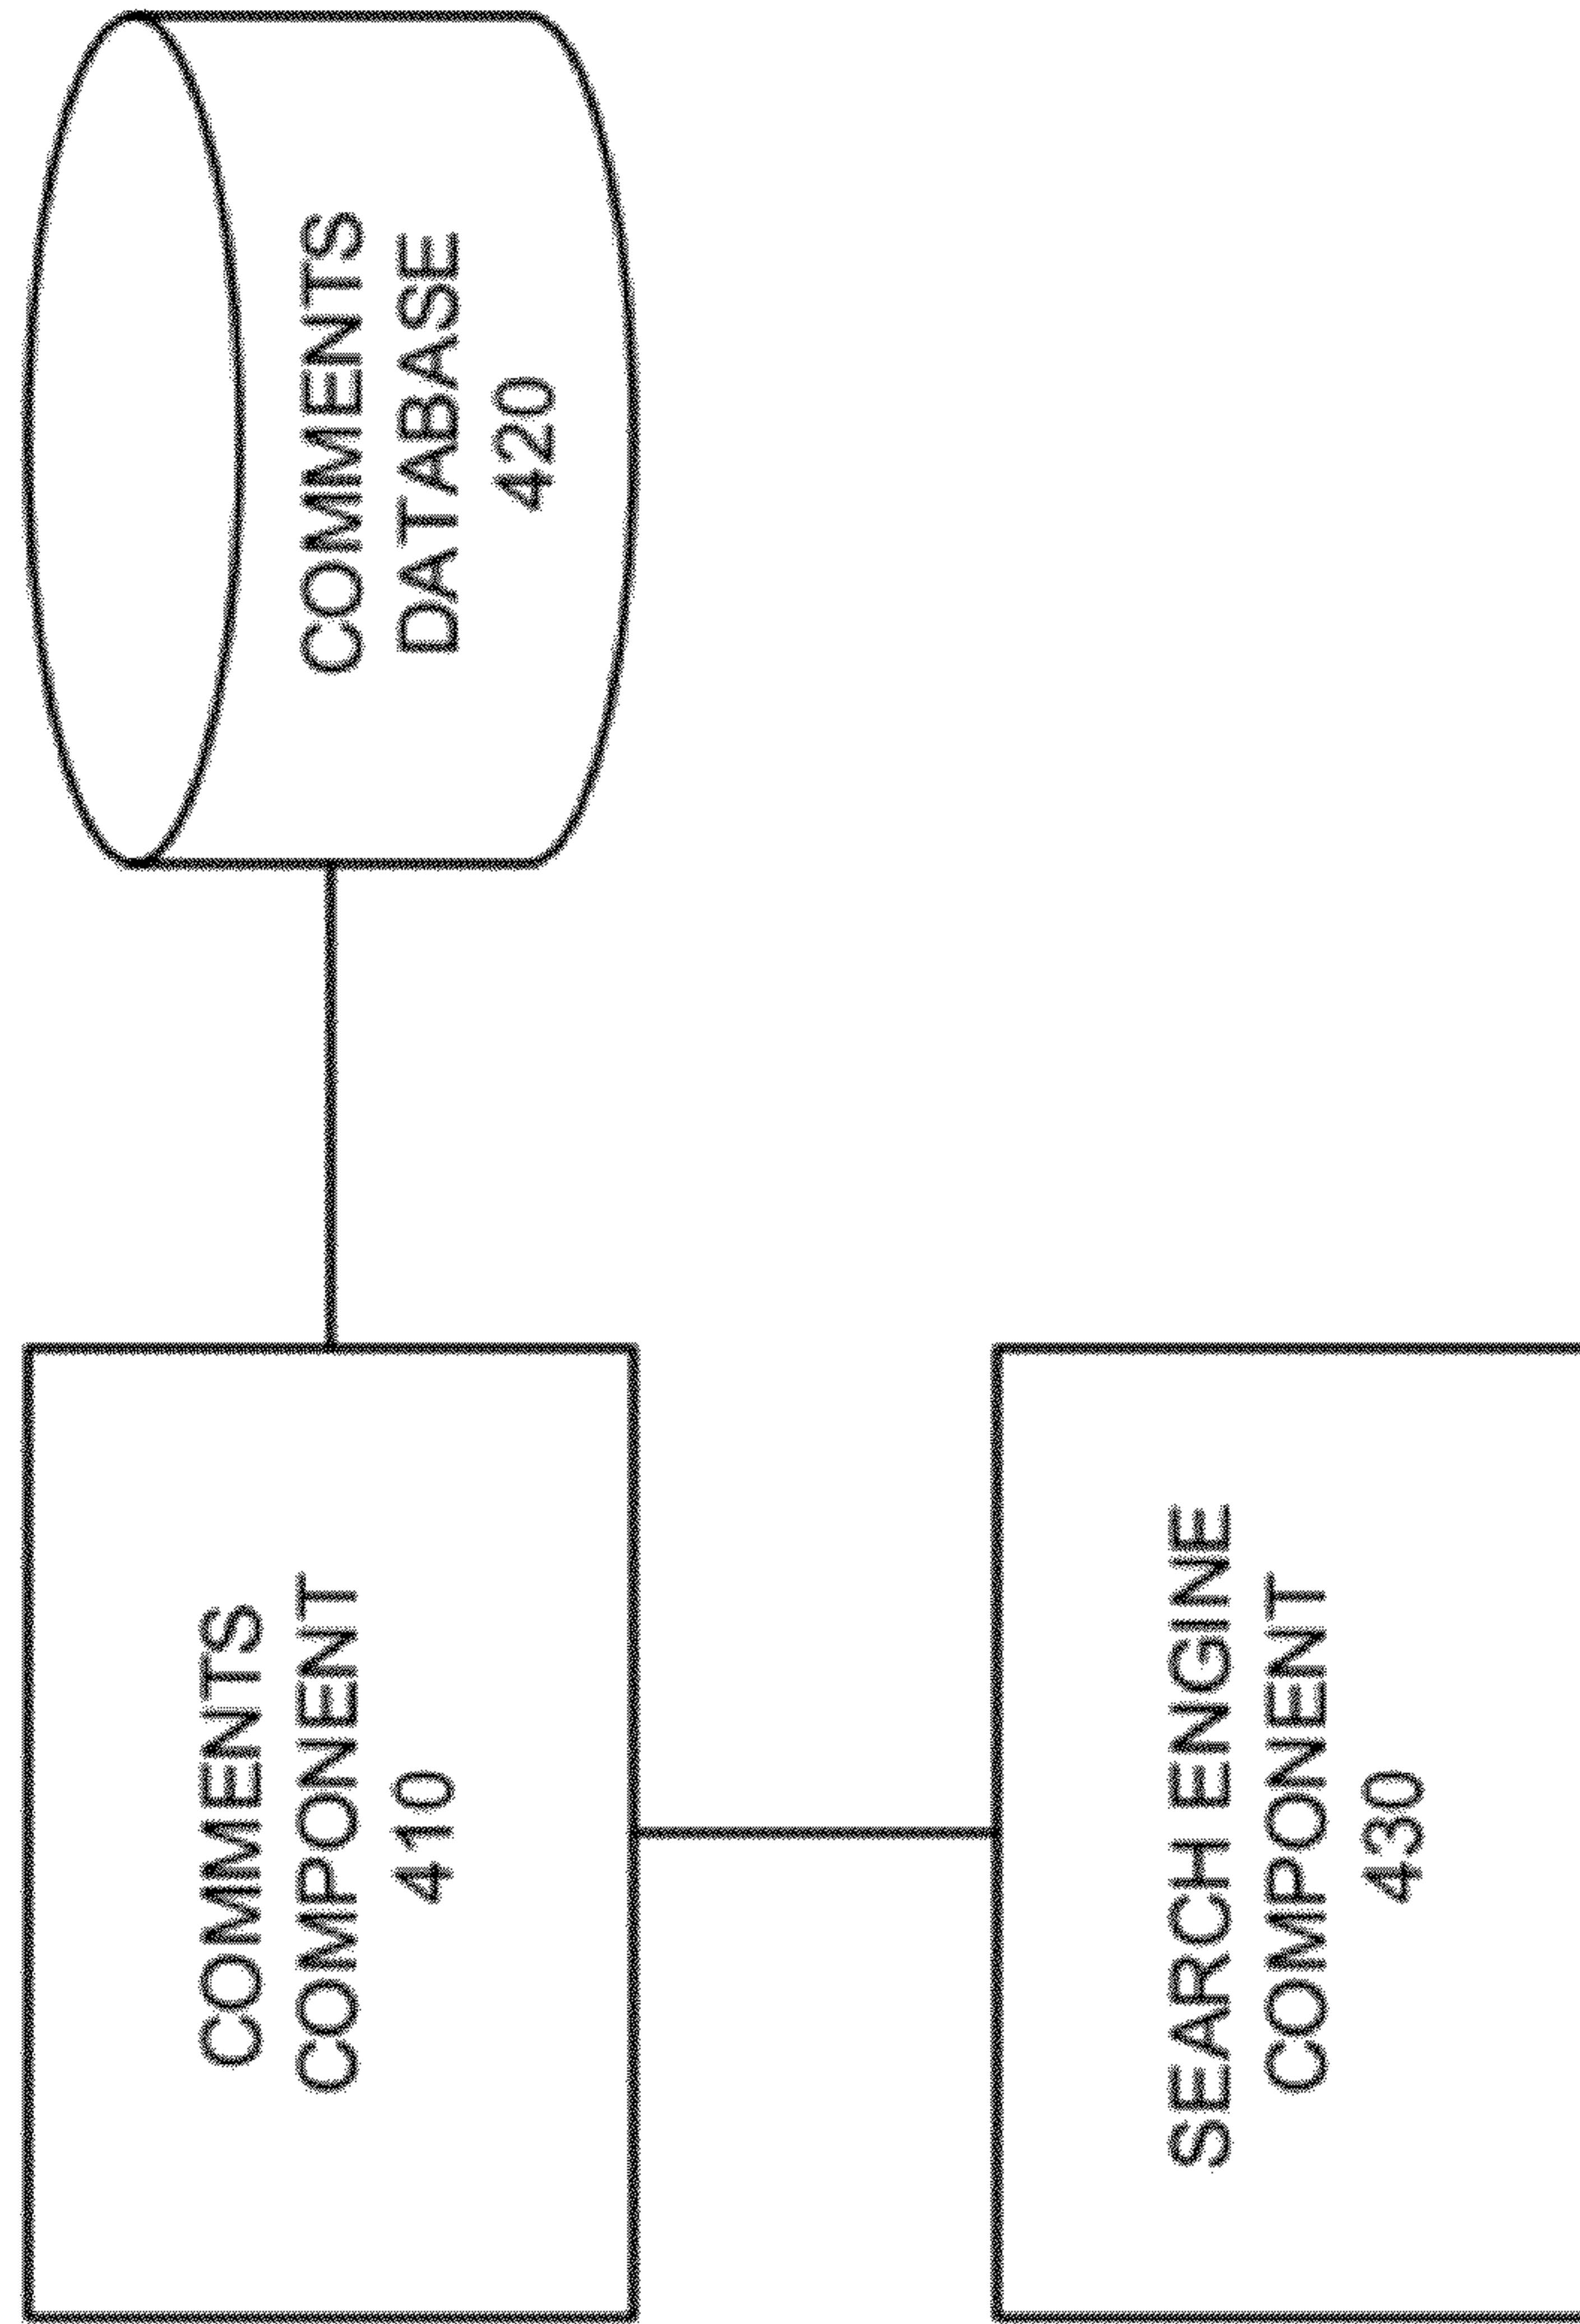 COMMENTS
COMPONENT
410
COMMENTS
DATABASE
420
SEARCH ENGINE
COMPONENT
430